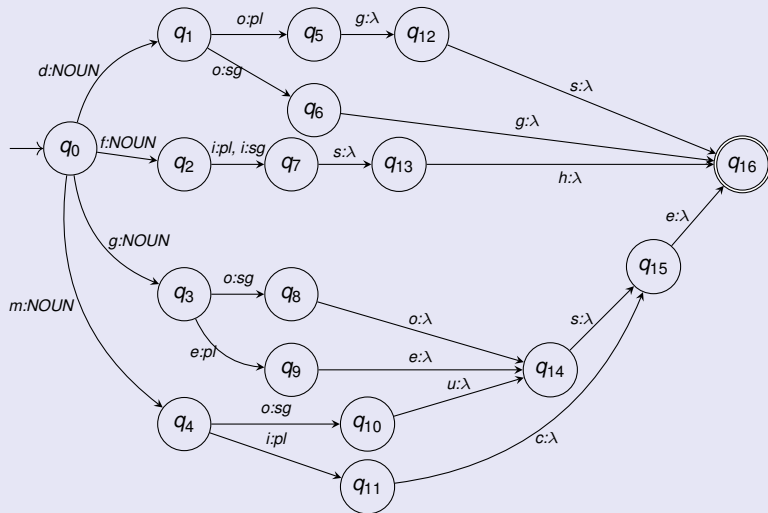 o:pl
g:λ
q₁
q₅
q₁₂
d:NOUN
o:sg
s:λ
q₆
g:λ
q₀
f:NOUN
i:pl, i:sg
s:λ
q₂
q₇
q₁₃
q₁₆
h:λ
e:λ
g:NOUN
o:sg
q₁₅
q₃
q₈
m:NOUN
o:λ
s:λ
e:pl
e:λ
q₉
q₁₄
u:λ
o:sg
q₄
q₁₀
i:pl
c:λ
q₁₁